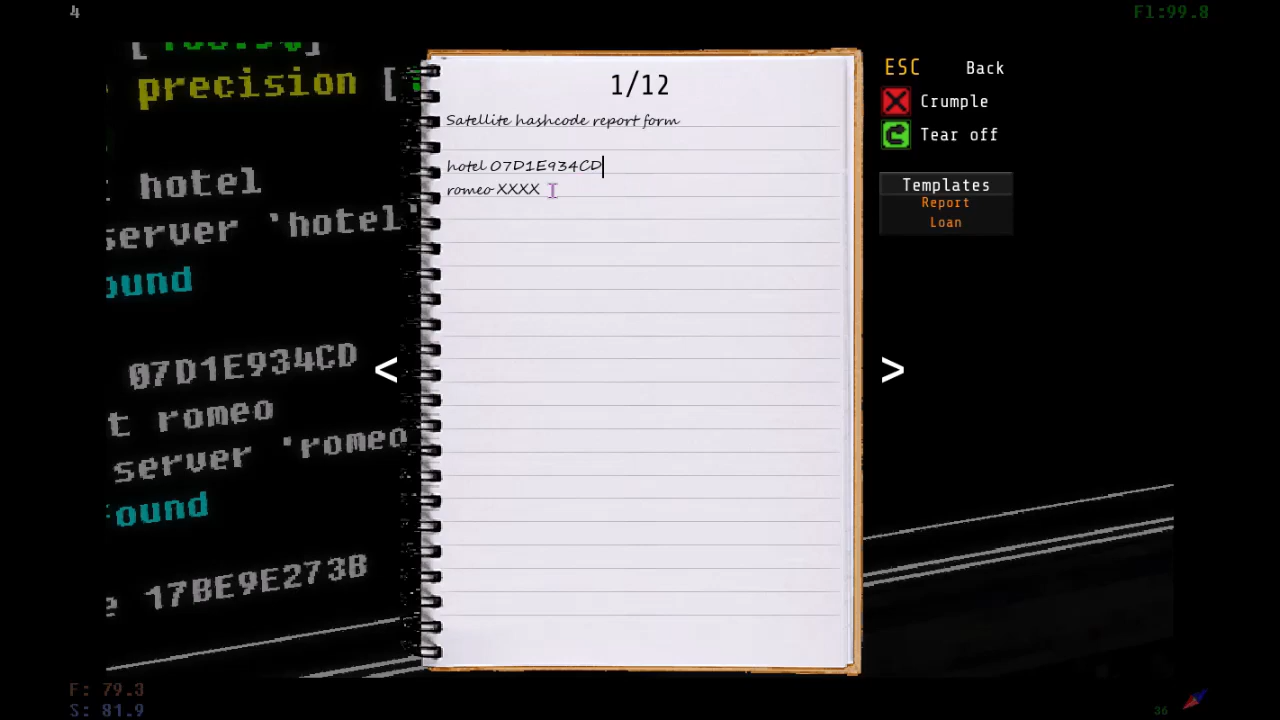 4
F1:99.8
precision [
hotel
server 'hotel'
ound
07D1E934CD
t romeo
server 'romeo
ound
e 17BE9E273B
1/12
Satellite hashcode report form
hotel 07D1E934CD
romeo XXXX
<
>
ESC Back
Crumple
Tear off
Templates
Report
Loan
F: 79.3
S: 81.9
36